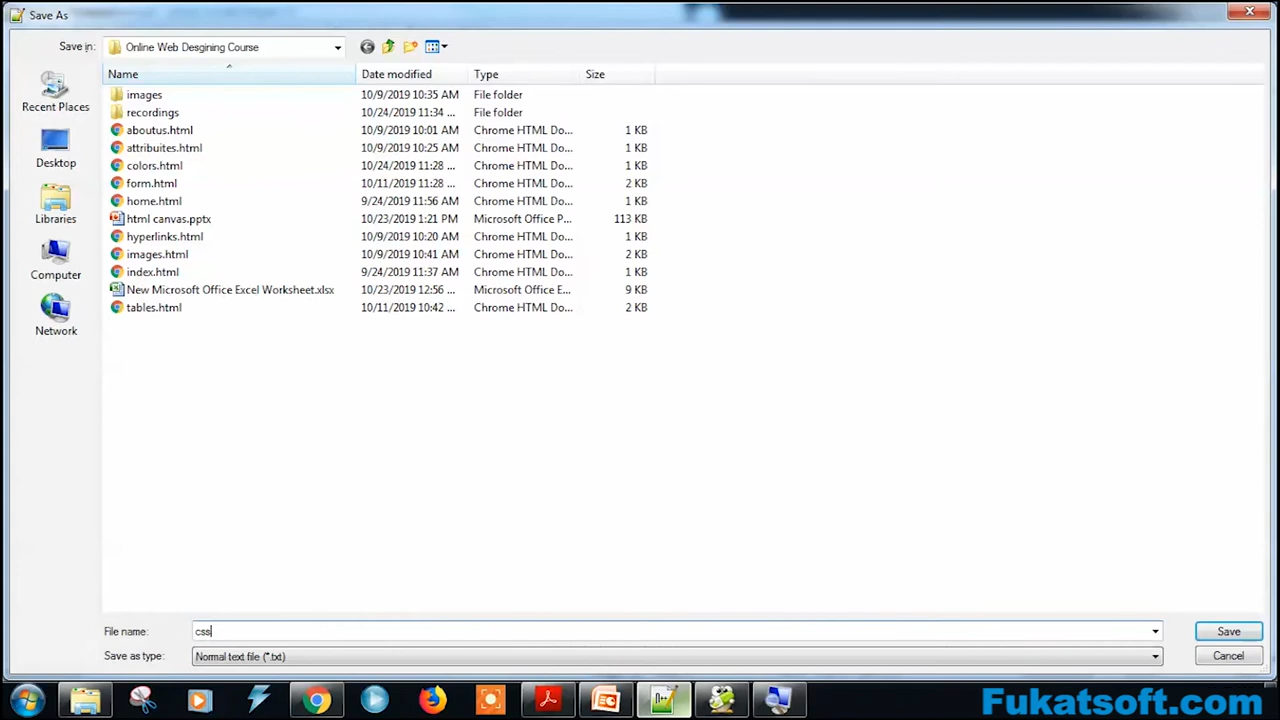 Save As
Save in: Online Web Desgining Course
Name Date modified Type Size
Recent Places
Desktop
Libraries
Computer
Network
images 10/9/2019 10:35 AM File folder
recordings 10/24/2019 11:34 ... File folder
aboutus.html 10/9/2019 10:01 AM Chrome HTML Do... 1 KB
attribuites.html 10/9/2019 10:25 AM Chrome HTML Do... 1 KB
colors.html 10/24/2019 11:28 ... Chrome HTML Do... 1 KB
form.html 10/11/2019 11:28 ... Chrome HTML Do... 2 KB
home.html 9/24/2019 11:56 AM Chrome HTML Do... 1 KB
html canvas.pptx 10/23/2019 1:21 PM Microsoft Office P... 113 KB
hyperlinks.html 10/9/2019 10:20 AM Chrome HTML Do... 1 KB
images.html 10/9/2019 10:41 AM Chrome HTML Do... 2 KB
index.html 9/24/2019 11:37 AM Chrome HTML Do... 1 KB
New Microsoft Office Excel Worksheet.xlsx 10/23/2019 12:56 ... Microsoft Office E... 9 KB
tables.html 10/11/2019 10:42 ... Chrome HTML Do... 2 KB
File name: css Save
Save as type: Normal text file (*.txt) Cancel
Fukatsoft.com